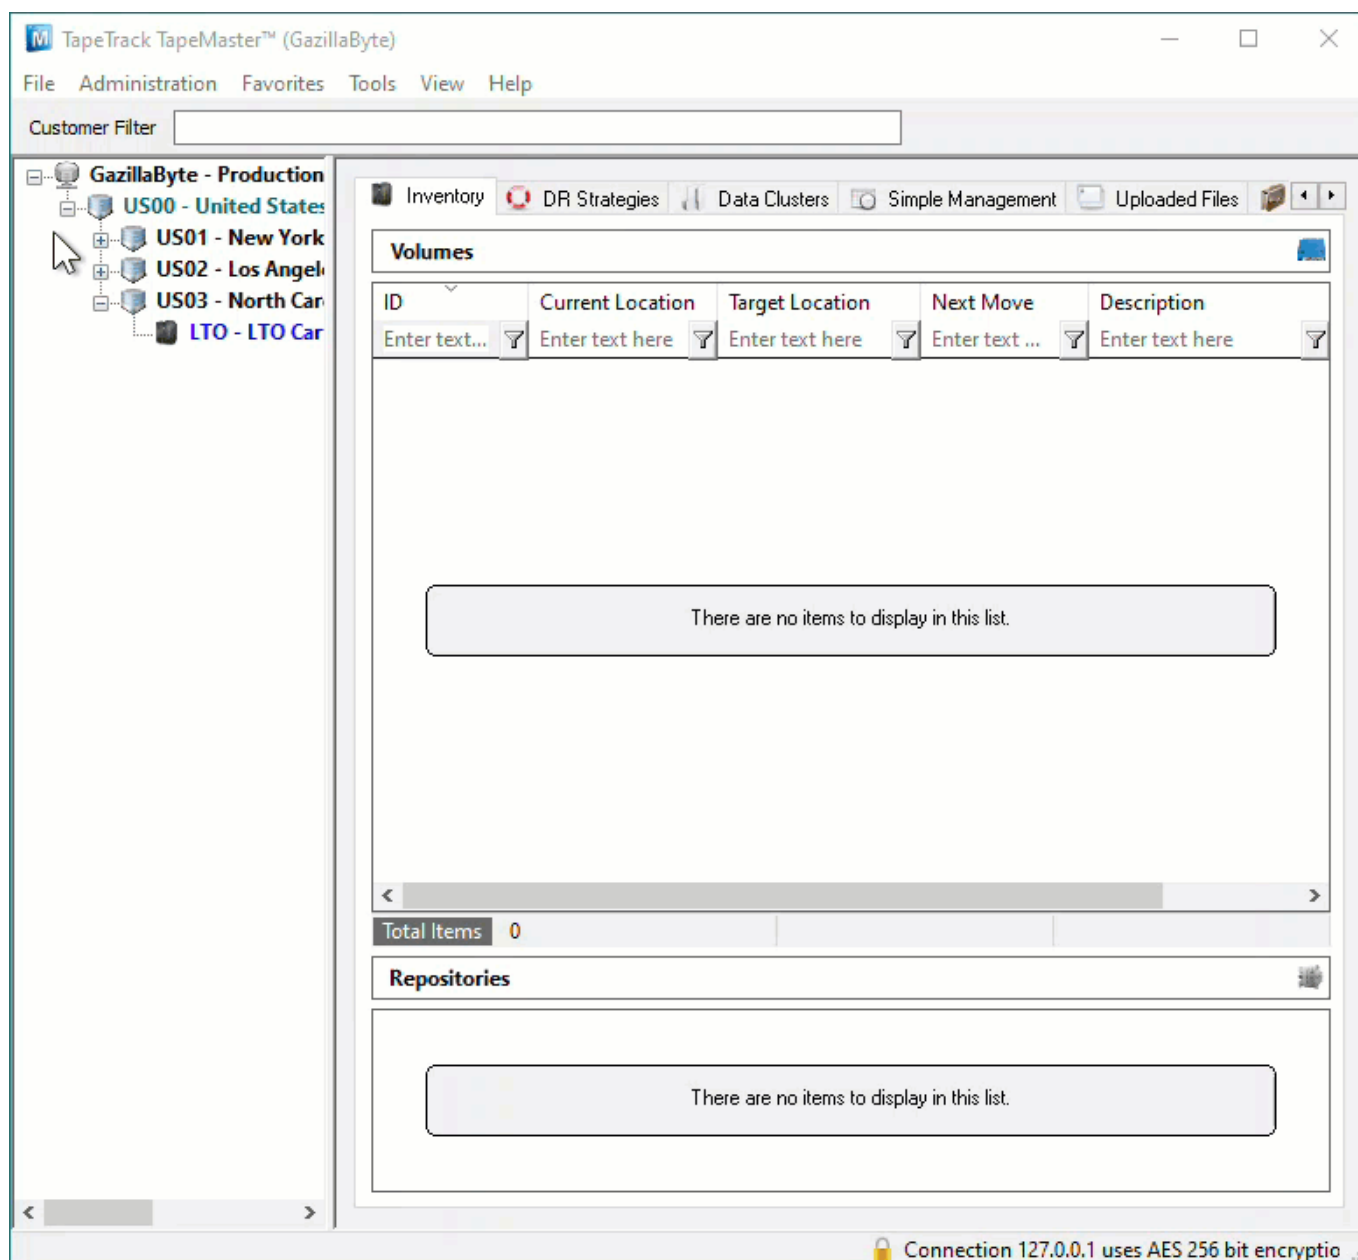 TapeTrack TapeMaster™ (GazillaByte)
File Administration Favorites Tools View Help
Customer Filter
GazillaByte - Production
US00 - United States
US01 - New York
US02 - Los Angel
US03 - North Car
LTO - LTO Car
Inventory DR Strategies Data Clusters Simple Management Uploaded Files
Volumes
ID Current Location Target Location Next Move Description
Enter text... Enter text here Enter text here Enter text ... Enter text here
There are no items to display in this list.
Total Items 0
Repositories
There are no items to display in this list.
Connection 127.0.0.1 uses AES 256 bit encryptio